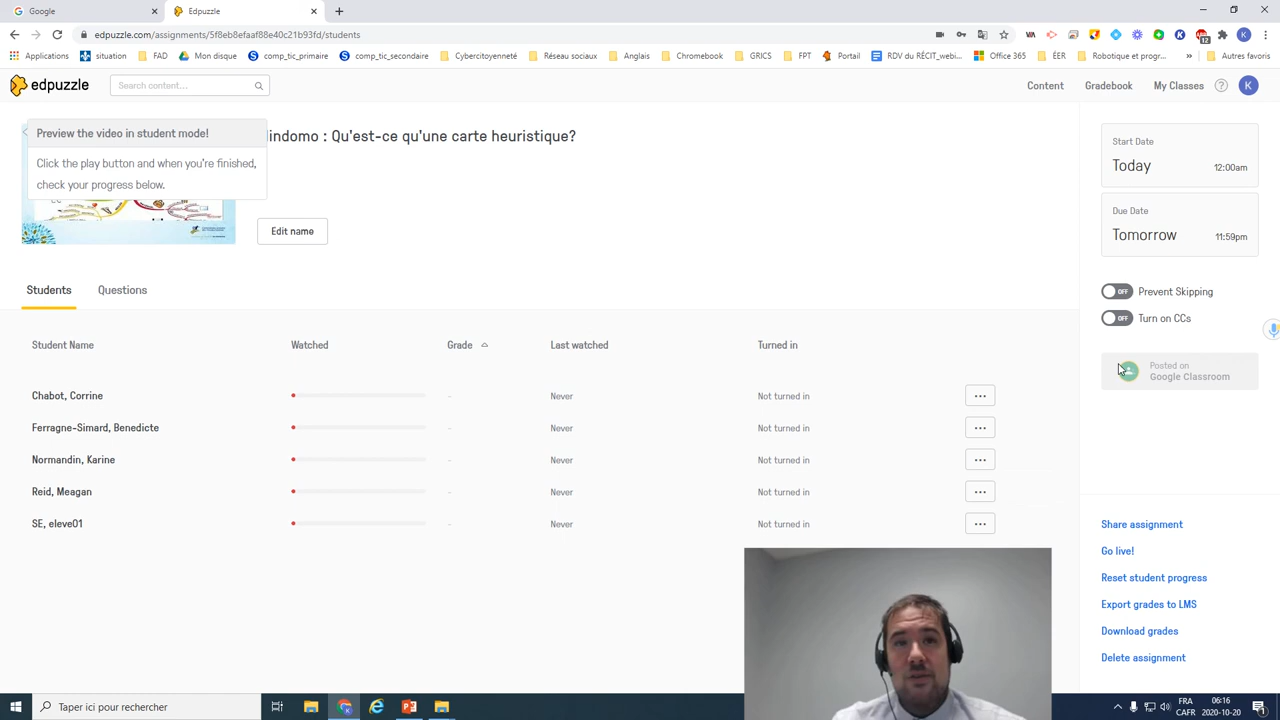 Google
Edpuzzle
edpuzzle.com/assignments/5f8eb8efaaf88e40c21b93fd/students
Applications
situation
FAD
Mon disque
comp_tic_primaire
comp_tic_secondaire
Cybercitoyenneté
Réseau sociaux
Anglais
Chromebook
GRICS
FPT
Portail
RDV du RÉCIT_webi...
Office 365
ÉER
Robotique et progr...
Autres favoris
edpuzzle
Search content...
Content
Gradebook
My Classes
K
Preview the video in student mode!
Click the play button and when you're finished,
check your progress below.
indomo : Qu'est-ce qu'une carte heuristique?
Edit name
Start Date
Today 12:00am
Due Date
Tomorrow 11:59pm
OFF Prevent Skipping
OFF Turn on CCs
Posted on
Google Classroom
Students
Questions
Student Name Watched Grade Last watched Turned in
Chabot, Corrine - Never Not turned in ...
Ferragne-Simard, Benedicte - Never Not turned in ...
Normandin, Karine - Never Not turned in ...
Reid, Meagan - Never Not turned in ...
SE, eleve01 - Never Not turned in ...
Share assignment
Go live!
Reset student progress
Export grades to LMS
Download grades
Delete assignment
Taper ici pour rechercher
FRA 06:16
CAFR 2020-10-20